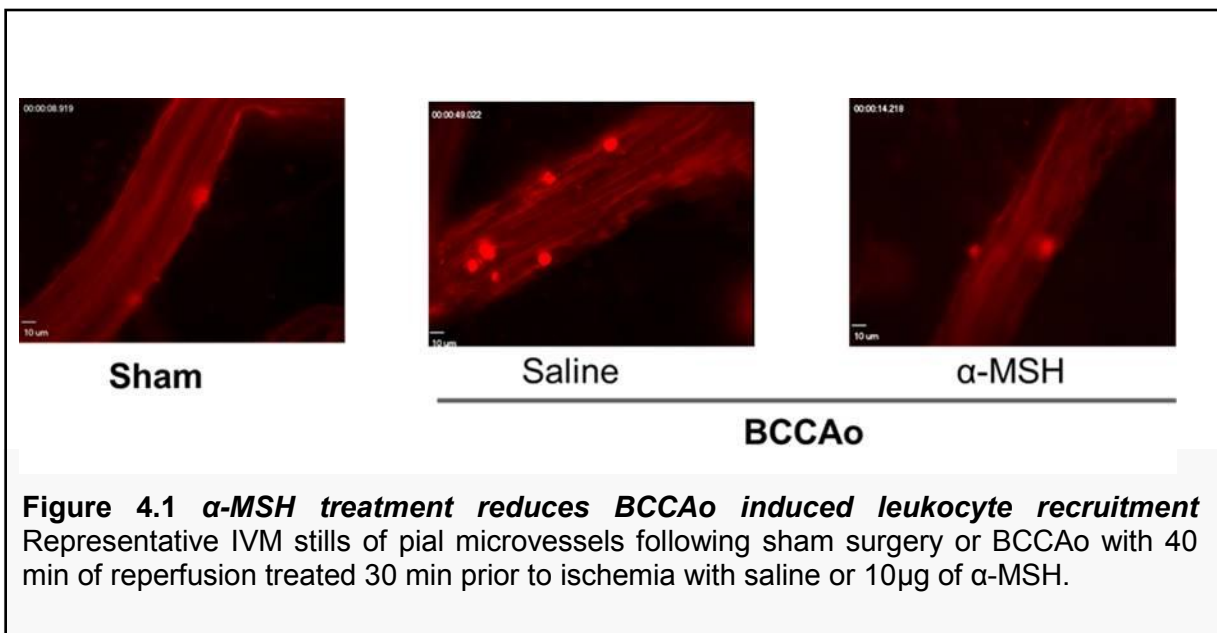 00:00:08.919
00:00:49.022
00:00:14.218
10 um
10 um
10 um
Sham
Saline
α-MSH
BCCAo
Figure 4.1 α-MSH treatment reduces BCCAo induced leukocyte recruitment
Representative IVM stills of pial microvessels following sham surgery or BCCAo with 40
min of reperfusion treated 30 min prior to ischemia with saline or 10µg of α-MSH.